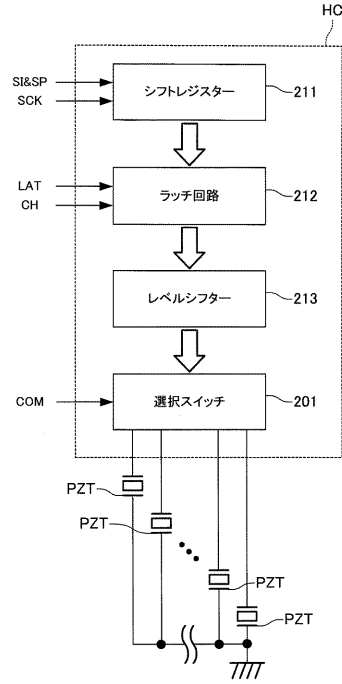 HC
SI&SP
SCK
シフトレジスター
211
LAT
CH
ラッチ回路
212
レベルシフター
213
COM
選択スイッチ
201
PZT
PZT
PZT
PZT